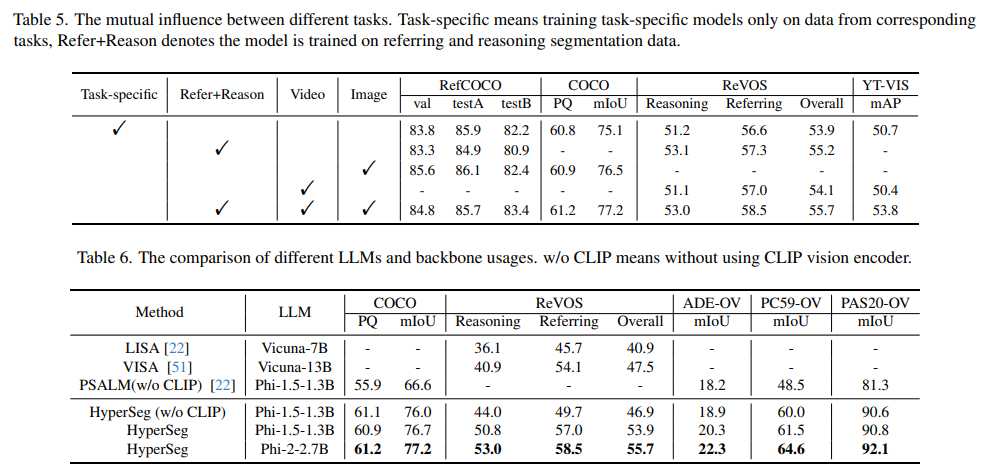 Table 5. The mutual influence between different tasks. Task-specific means training task-specific models only on data from corresponding
tasks, Refer+Reason denotes the model is trained on referring and reasoning segmentation data.
Task-specific Refer+Reason Video Image RefCOCO COCO ReVOS YT-VIS
val testA testB PQ mIoU Reasoning Referring Overall mAP
✓ 83.8 85.9 82.2 60.8 75.1 51.2 56.6 53.9 50.7
✓ 83.3 84.9 80.9 - - 53.1 57.3 55.2 -
✓ 85.6 86.1 82.4 60.9 76.5 - - - -
✓ - - - - - 51.1 57.0 54.1 50.4
✓ ✓ ✓ 84.8 85.7 83.4 61.2 77.2 53.0 58.5 55.7 53.8
Table 6. The comparison of different LLMs and backbone usages. w/o CLIP means without using CLIP vision encoder.
Method LLM COCO ReVOS ADE-OV PC59-OV PAS20-OV
PQ mIoU Reasoning Referring Overall mIoU mIoU mIoU
LISA [22] Vicuna-7B - - 36.1 45.7 40.9 - - -
VISA [51] Vicuna-13B - - 40.9 54.1 47.5 - - -
PSALM(w/o CLIP) [22] Phi-1.5-1.3B 55.9 66.6 - - - 18.2 48.5 81.3
HyperSeg (w/o CLIP) Phi-1.5-1.3B 61.1 76.0 44.0 49.7 46.9 18.9 60.0 90.6
HyperSeg Phi-1.5-1.3B 60.9 76.7 50.8 57.0 53.9 20.3 61.5 90.8
HyperSeg Phi-2-2.7B 61.2 77.2 53.0 58.5 55.7 22.3 64.6 92.1